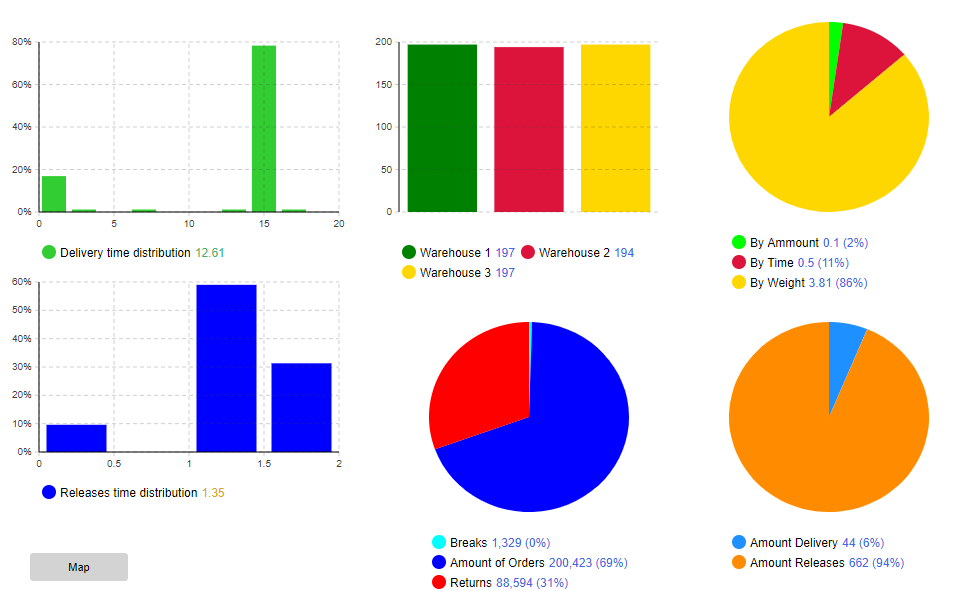 80%
60%
40%
20%
0%
0 5 10 15 20
Delivery time distribution 12.61
200
150
100
50
0
Warehouse 1 197 Warehouse 2 194
Warehouse 3 197
By Ammount 0.1 (2%)
By Time 0.5 (11%)
By Weight 3.81 (86%)
60%
50%
40%
30%
20%
10%
0%
0 0.5 1 1.5 2
Releases time distribution 1.35
Breaks 1,329 (0%)
Amount of Orders 200,423 (69%)
Returns 88,594 (31%)
Amount Delivery 44 (6%)
Amount Releases 662 (94%)
Map